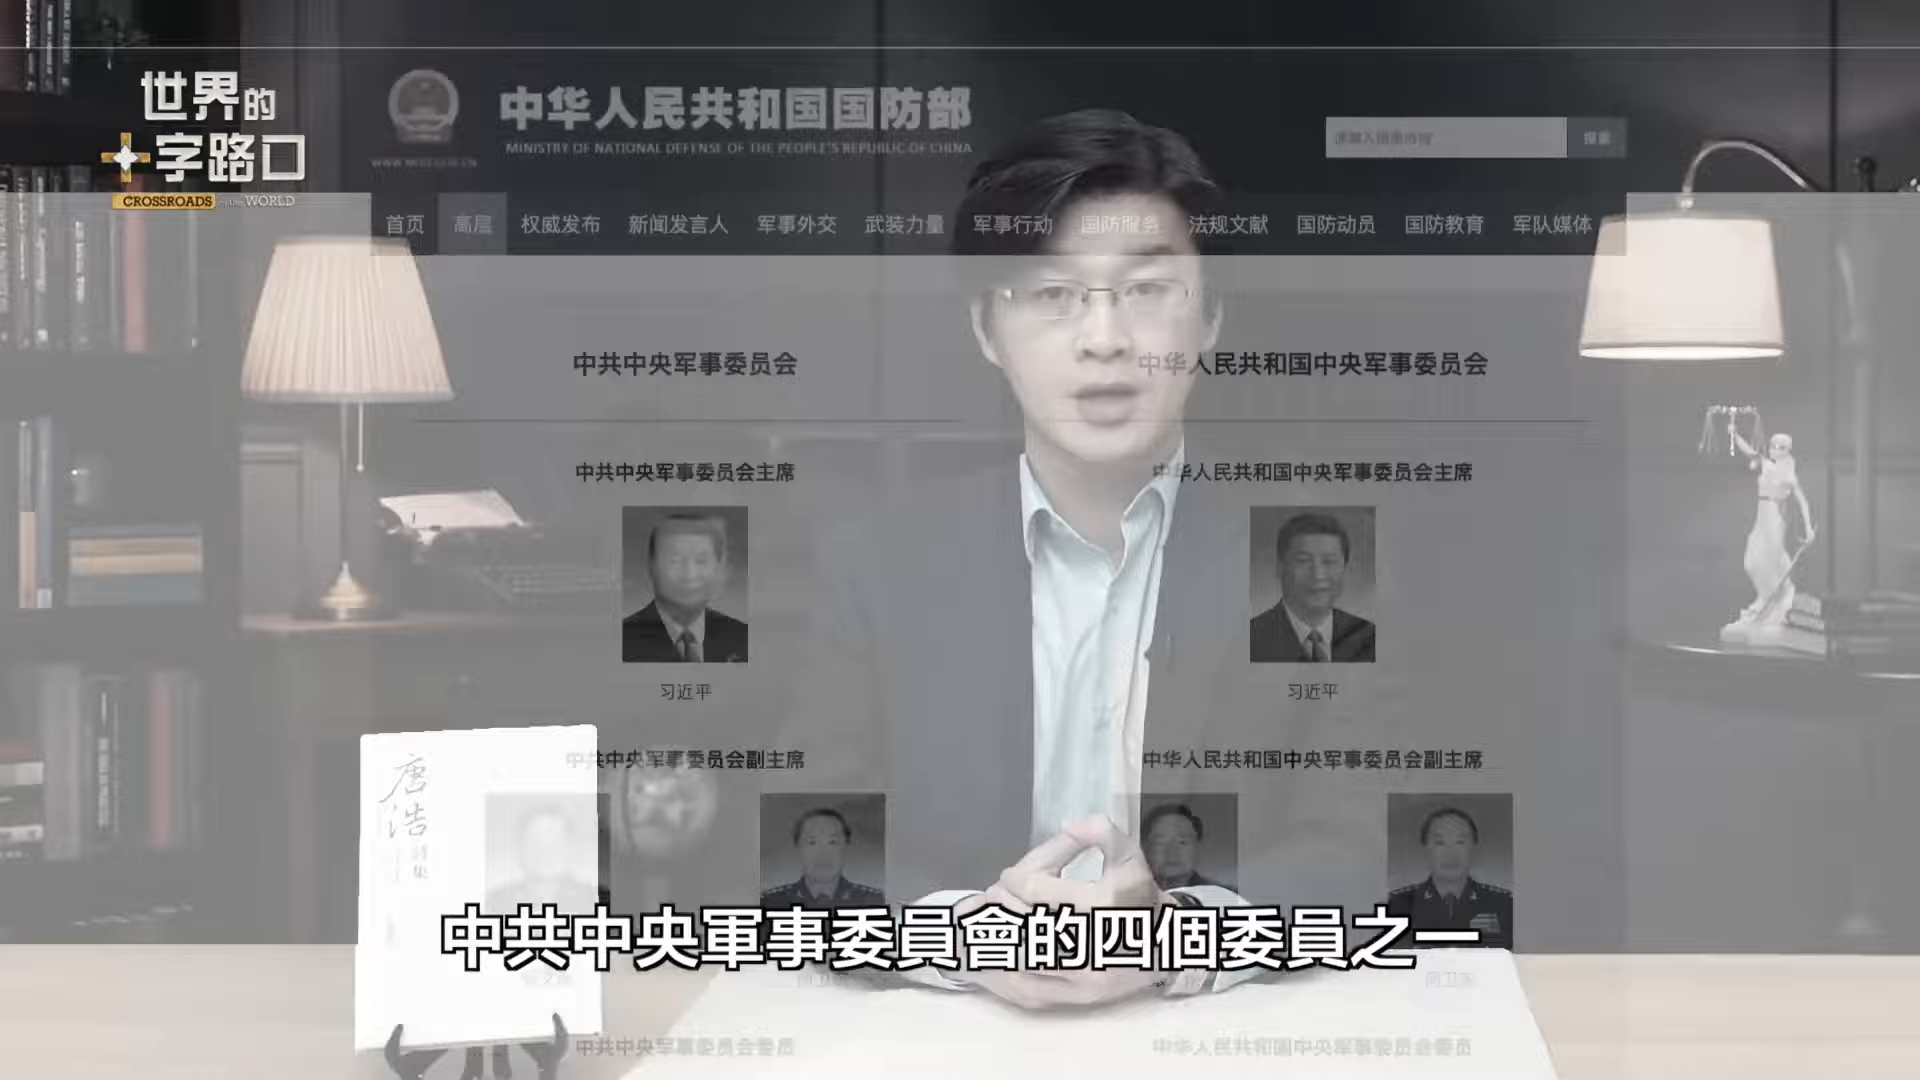 世界的
十字路口
CROSSROADS of the WORLD
中华人民共和国国防部
MINISTRY OF NATIONAL DEFENSE OF THE PEOPLE'S REPUBLIC OF CHINA
搜索
首页 高层 权威发布 新闻发言人 军事外交 武装力量 军事行动 国防服务 法规文献 国防动员 国防教育 军队媒体
中共中央军事委员会
中华人民共和国中央军事委员会
中共中央军事委员会主席
中华人民共和国中央军事委员会主席
习近平
习近平
中共中央军事委员会副主席
中华人民共和国中央军事委员会副主席
唐浩
詩集
中共中央軍事委員會的四個委員之一
何卫东
中共中央军事委员会委员
中华人民共和国中央军事委员会委员